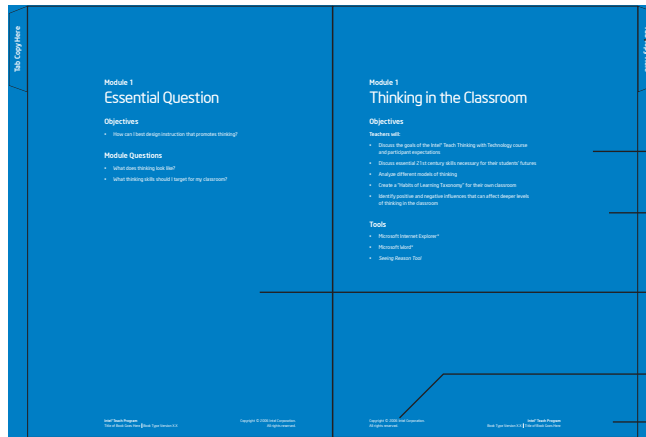 Tab Copy Here
Module 1
Essential Question
Objectives
• How can I best design instruction that promotes thinking?
Module Questions
• What does thinking look like?
• What thinking skills should I target for my classroom?
Intel® Teach Program
Title of Book Goes Here | Book Type Version 0.X
Copyright © 2008 Intel Corporation.
All rights reserved.
Module 1
Thinking in the Classroom
Objectives
Teachers will:
• Discuss the goals of the Intel® Teach Thinking with Technology course
and participant expectations
• Discuss essential 21st century skills necessary for their students' futures
• Analyze different models of thinking
• Create a "Habits of Learning Taxonomy" for their own classroom
• Identify positive and negative influences that can affect deeper levels
of thinking in the classroom
Tools
• Microsoft Internet Explorer*
• Microsoft Word*
• Seeing Reason Tool
Copyright © 2008 Intel Corporation.
All rights reserved.
Intel® Teach Program
Book Type Version 0.X | Title of Book Goes Here